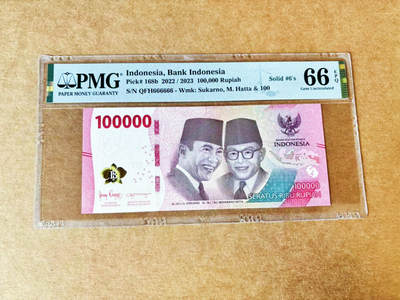 PMG
PAPER MONEY GUARANTY
Indonesia, Bank Indonesia
Pick# 168b 2022 / 2023 100,000 Rupiah
S/N QFH666666 - Wmk: Sukarno, M. Hatta & 100
Solid #6's
66 EPQ
Gem Uncirculated
100000
INDONESIA
100000
SERATUS RIBU RUPIAH